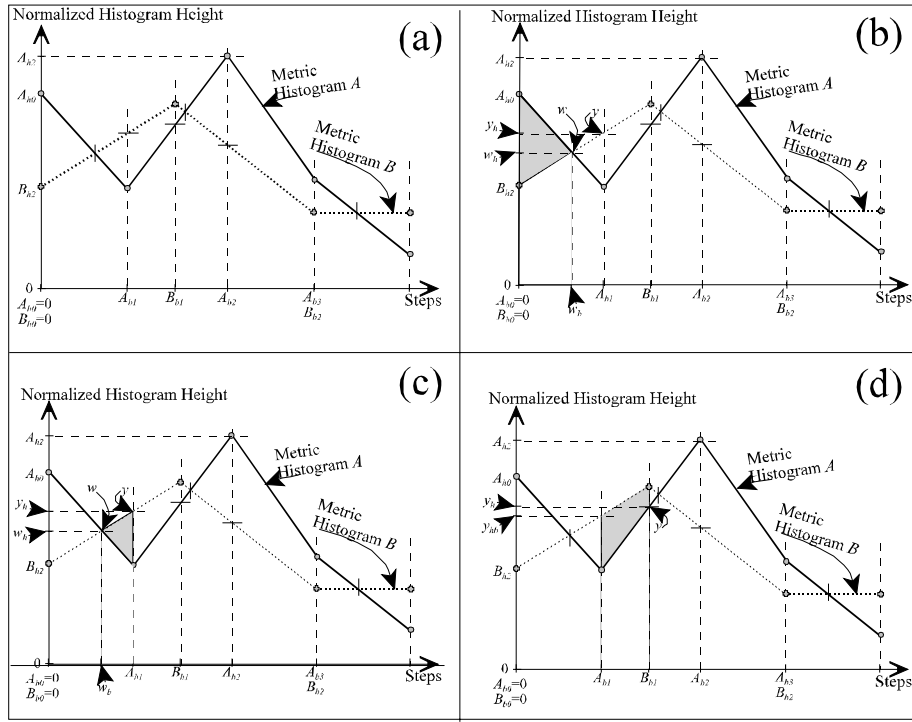 Normalized Histogram Height
(a)
A_h2
Metric
Histogram A
A_h0
Metric
Histogram B
B_h2
0
A_b1
B_b1
A_b2
A_b3
Steps
A_b0=0
B_b0=0
B_b2
Normalized Histogram Height
(b)
A_h2
Metric
Histogram A
A_h0
w
y
y_h
Metric
Histogram B
w_h
B_h2
0
A_b1
B_b1
A_b2
A_b3
Steps
A_b0=0
B_b0=0
w_b
B_b2
Normalized Histogram Height
(c)
A_h2
Metric
Histogram A
A_h0
w
y
y_h
Metric
Histogram B
w_h
B_h2
0
A_b1
B_b1
A_b2
A_b3
Steps
A_b0=0
B_b0=0
w_b
B_b2
Normalized Histogram Height
(d)
A_h2
Metric
Histogram A
A_h0
y_h
y
Metric
Histogram B
B_h2
0
A_b1
B_b1
A_b2
A_b3
Steps
A_b0=0
B_b0=0
B_b2